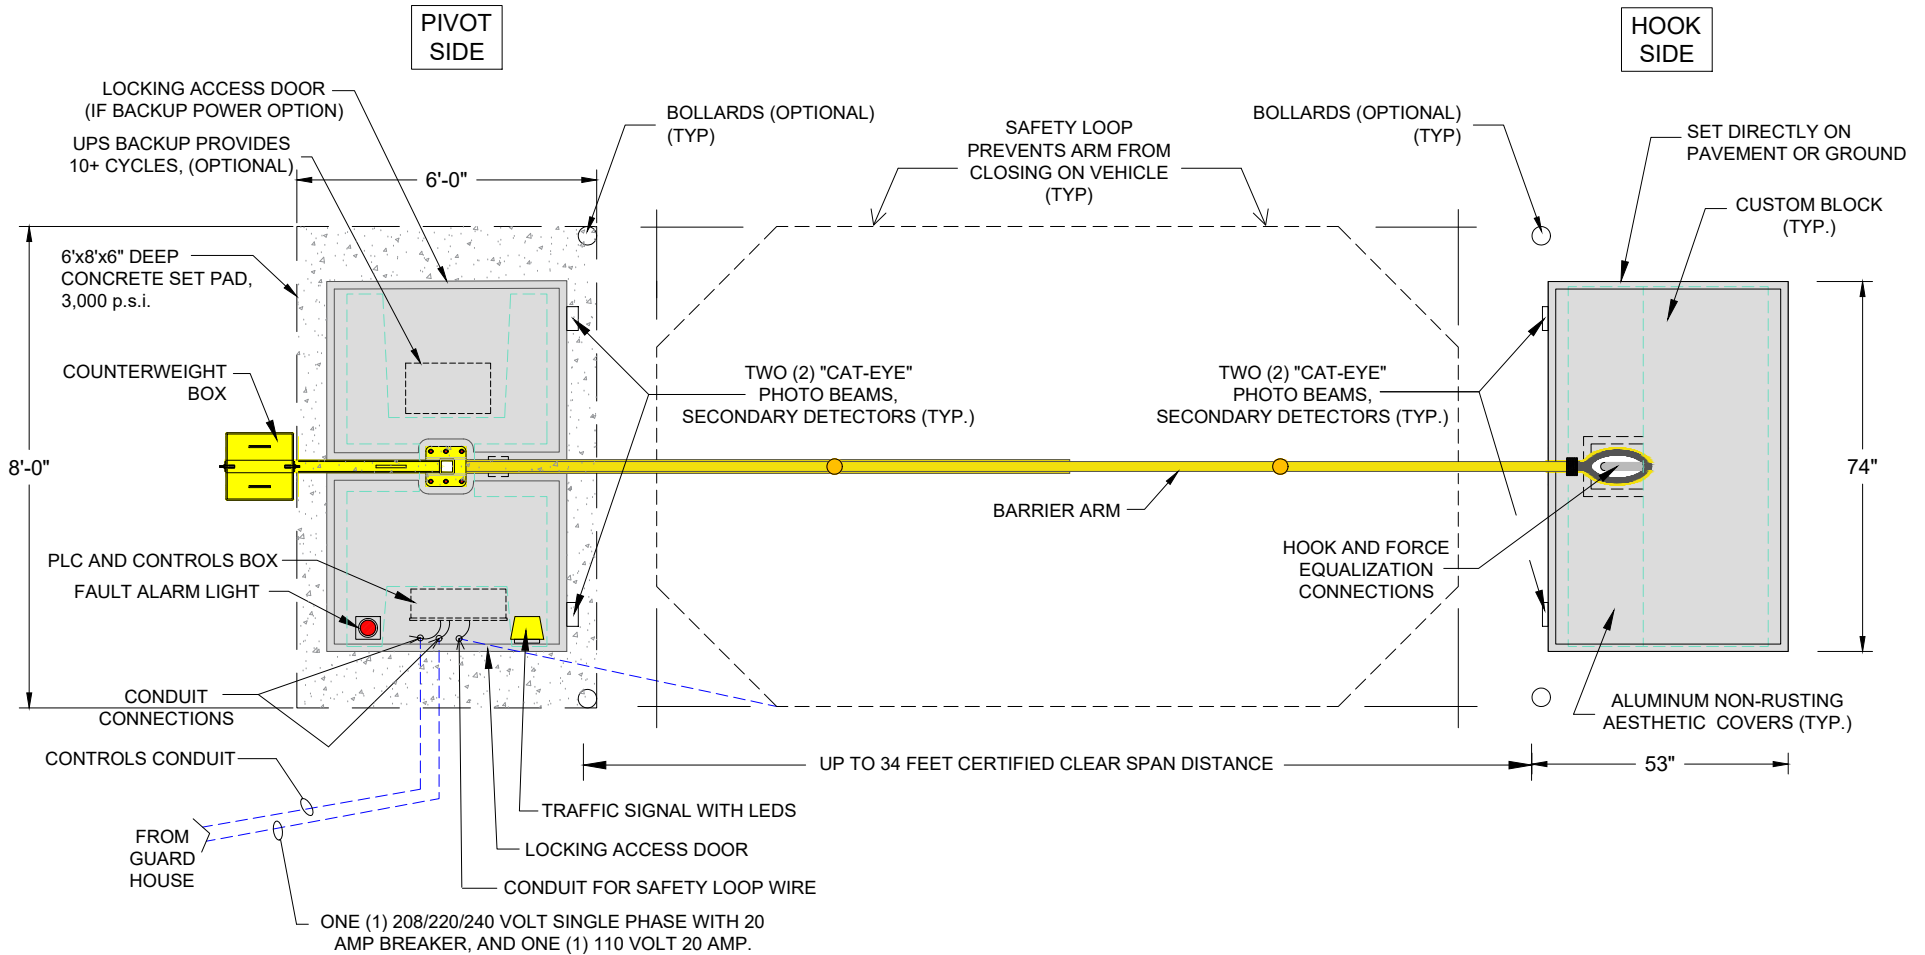 PIVOT
SIDE
HOOK
SIDE
LOCKING ACCESS DOOR
(IF BACKUP POWER OPTION)
UPS BACKUP PROVIDES
10+ CYCLES, (OPTIONAL)
6'-0"
BOLLARDS (OPTIONAL)
(TYP)
SAFETY LOOP
PREVENTS ARM FROM
CLOSING ON VEHICLE
(TYP)
BOLLARDS (OPTIONAL)
(TYP)
SET DIRECTLY ON
PAVEMENT OR GROUND
CUSTOM BLOCK
(TYP.)
6'x8'x6" DEEP
CONCRETE SET PAD,
3,000 p.s.i.
COUNTERWEIGHT
BOX
TWO (2) "CAT-EYE"
PHOTO BEAMS,
SECONDARY DETECTORS (TYP.)
TWO (2) "CAT-EYE"
PHOTO BEAMS,
SECONDARY DETECTORS (TYP.)
8'-0"
74"
BARRIER ARM
HOOK AND FORCE
EQUALIZATION
CONNECTIONS
PLC AND CONTROLS BOX
FAULT ALARM LIGHT
CONDUIT
CONNECTIONS
ALUMINUM NON-RUSTING
AESTHETIC COVERS (TYP.)
CONTROLS CONDUIT
UP TO 34 FEET CERTIFIED CLEAR SPAN DISTANCE
53"
TRAFFIC SIGNAL WITH LEDS
FROM
GUARD
HOUSE
LOCKING ACCESS DOOR
CONDUIT FOR SAFETY LOOP WIRE
ONE (1) 208/220/240 VOLT SINGLE PHASE WITH 20
AMP BREAKER, AND ONE (1) 110 VOLT 20 AMP.